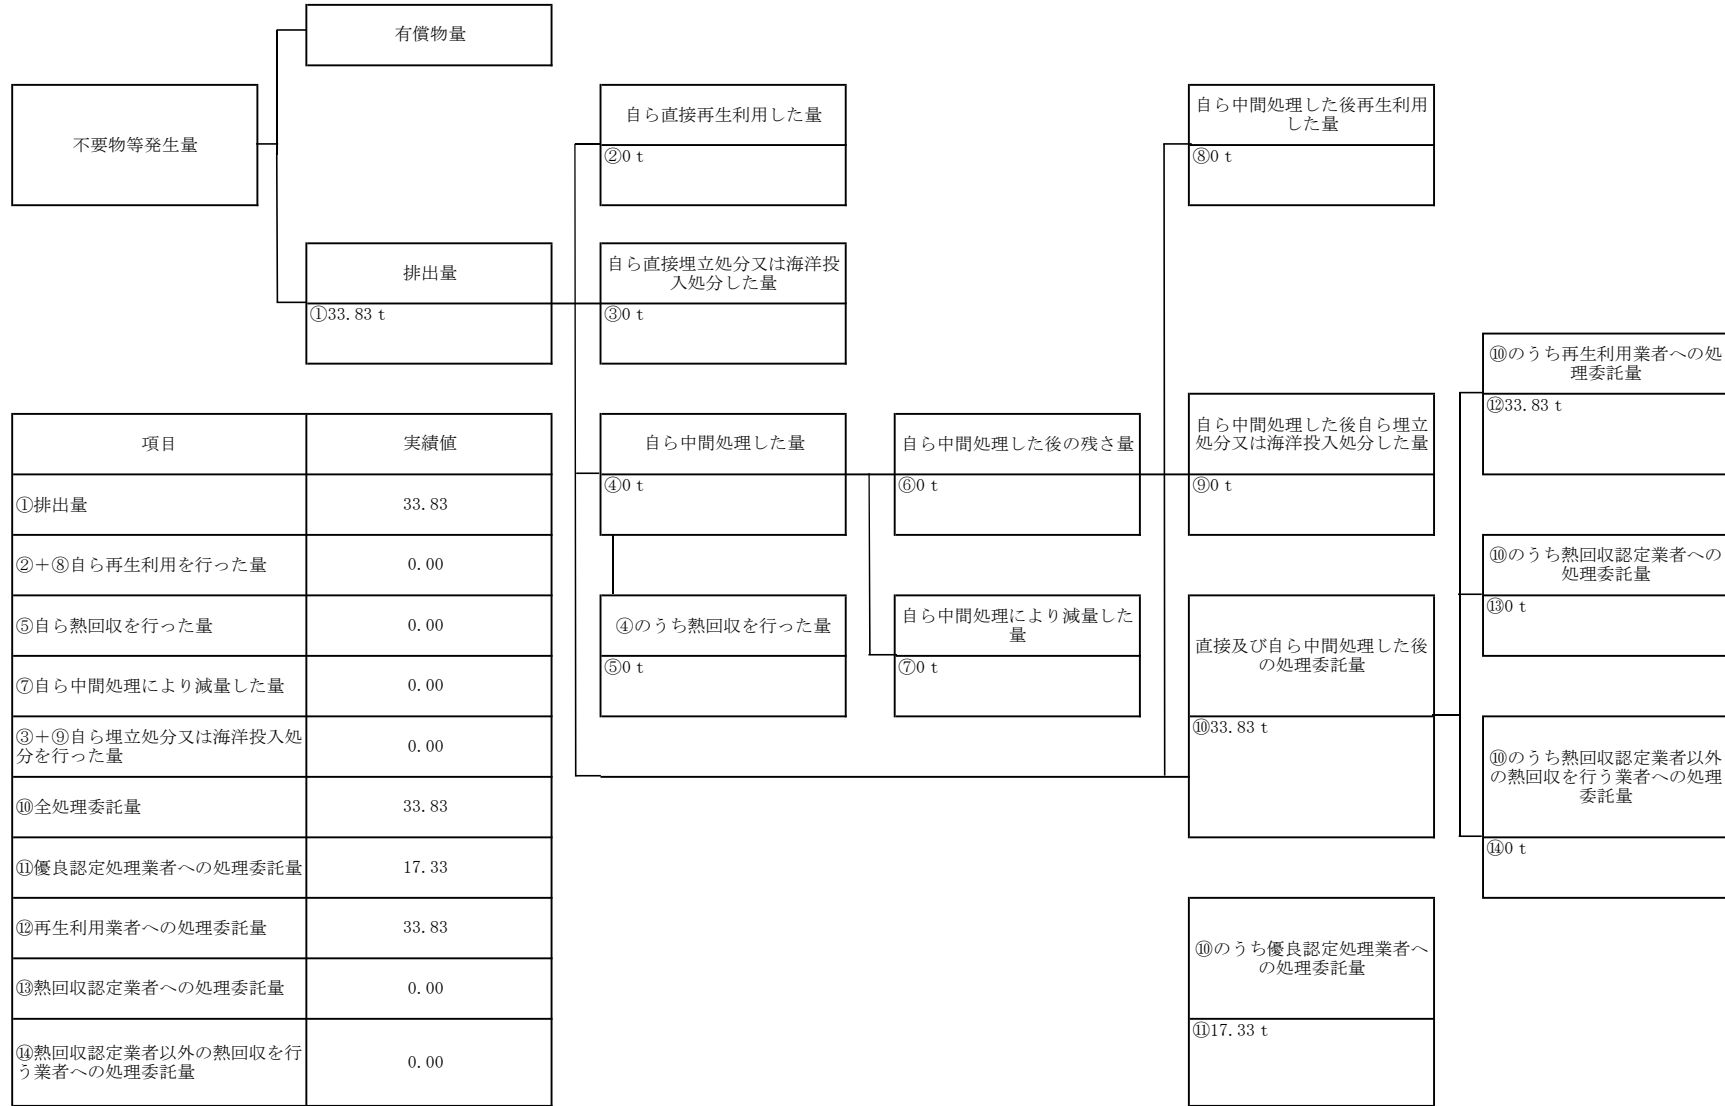 有償物量
不要物等発生量
自ら直接再生利用した量
②0 t
自ら中間処理した後再生利用
した量
⑧0 t
排出量
①33.83 t
自ら直接埋立処分又は海洋投
入処分した量
③0 t
⑩のうち再生利用業者への処
理委託量
⑫33.83 t
自ら中間処理した量
④0 t
自ら中間処理した後の残さ量
⑥0 t
自ら中間処理した後自ら埋立
処分又は海洋投入処分した量
⑨0 t
⑩のうち熱回収認定業者への
処理委託量
⑬0 t
④のうち熱回収を行った量
⑤0 t
自ら中間処理により減量した
量
⑦0 t
直接及び自ら中間処理した後
の処理委託量
⑩33.83 t
⑩のうち熱回収認定業者以外
の熱回収を行う業者への処理
委託量
⑭0 t
⑩のうち優良認定処理業者へ
の処理委託量
⑪17.33 t
項目 実績値
①排出量 33.83
②＋⑧自ら再生利用を行った量 0.00
⑤自ら熱回収を行った量 0.00
⑦自ら中間処理により減量した量 0.00
③＋⑨自ら埋立処分又は海洋投入処
分を行った量 0.00
⑩全処理委託量 33.83
⑪優良認定処理業者への処理委託量 17.33
⑫再生利用業者への処理委託量 33.83
⑬熱回収認定業者への処理委託量 0.00
⑭熱回収認定業者以外の熱回収を行
う業者への処理委託量 0.00